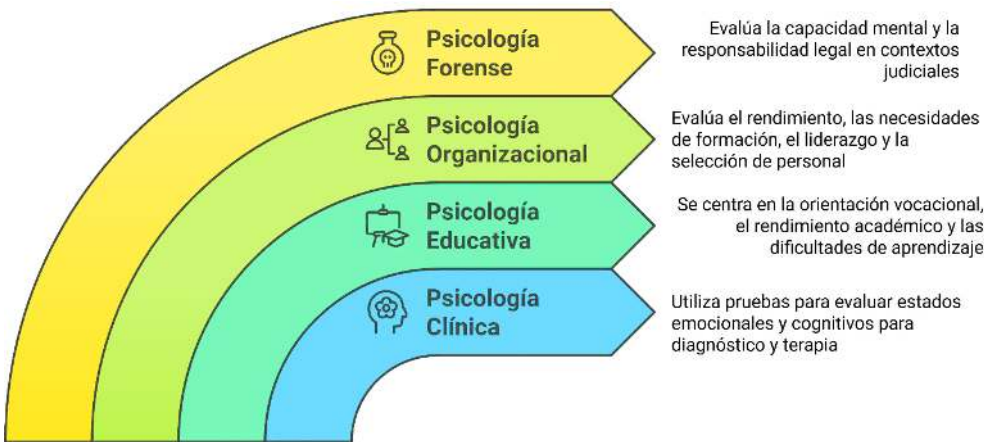 Psicología
Forense
Evalúa la capacidad mental y la
responsabilidad legal en contextos
judiciales
Psicología
Organizacional
Evalúa el rendimiento, las necesidades
de formación, el liderazgo y la
selección de personal
Psicología
Educativa
Se centra en la orientación vocacional,
el rendimiento académico y las
dificultades de aprendizaje
Psicología
Clínica
Utiliza pruebas para evaluar estados
emocionales y cognitivos para
diagnóstico y terapia